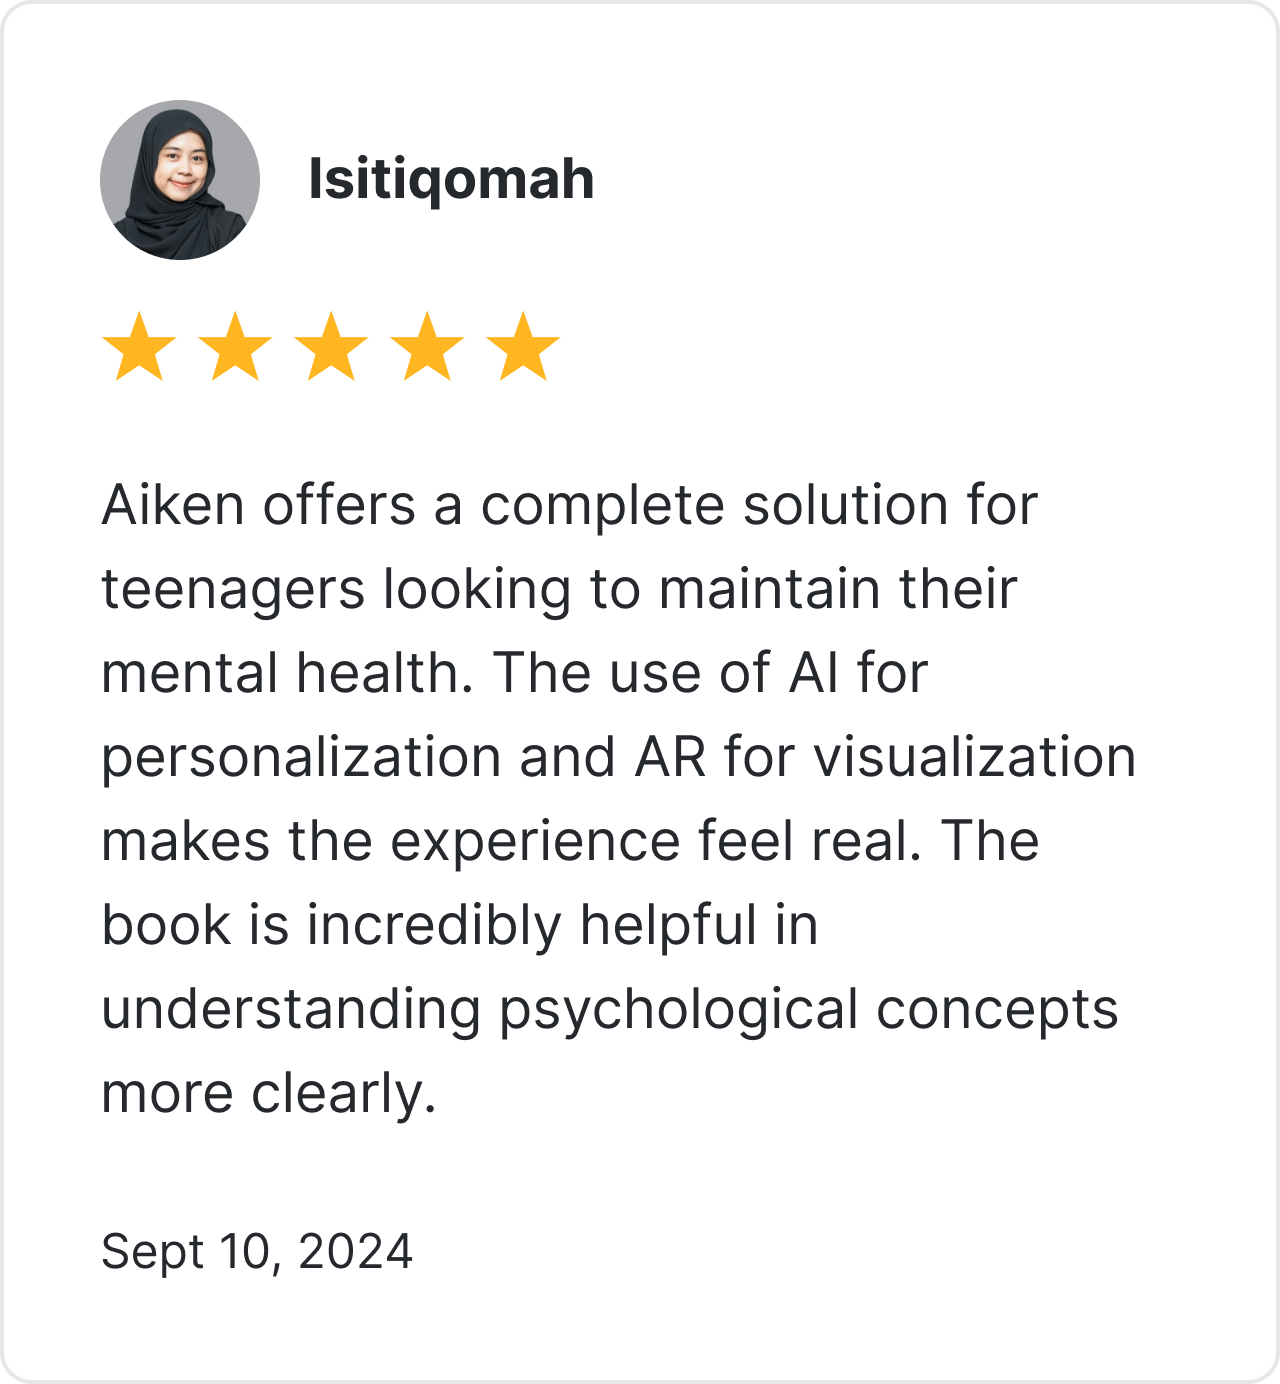 Isitiqomah
Aiken offers a complete solution for
teenagers looking to maintain their
mental health. The use of AI for
personalization and AR for visualization
makes the experience feel real. The
book is incredibly helpful in
understanding psychological concepts
more clearly.
Sept 10, 2024